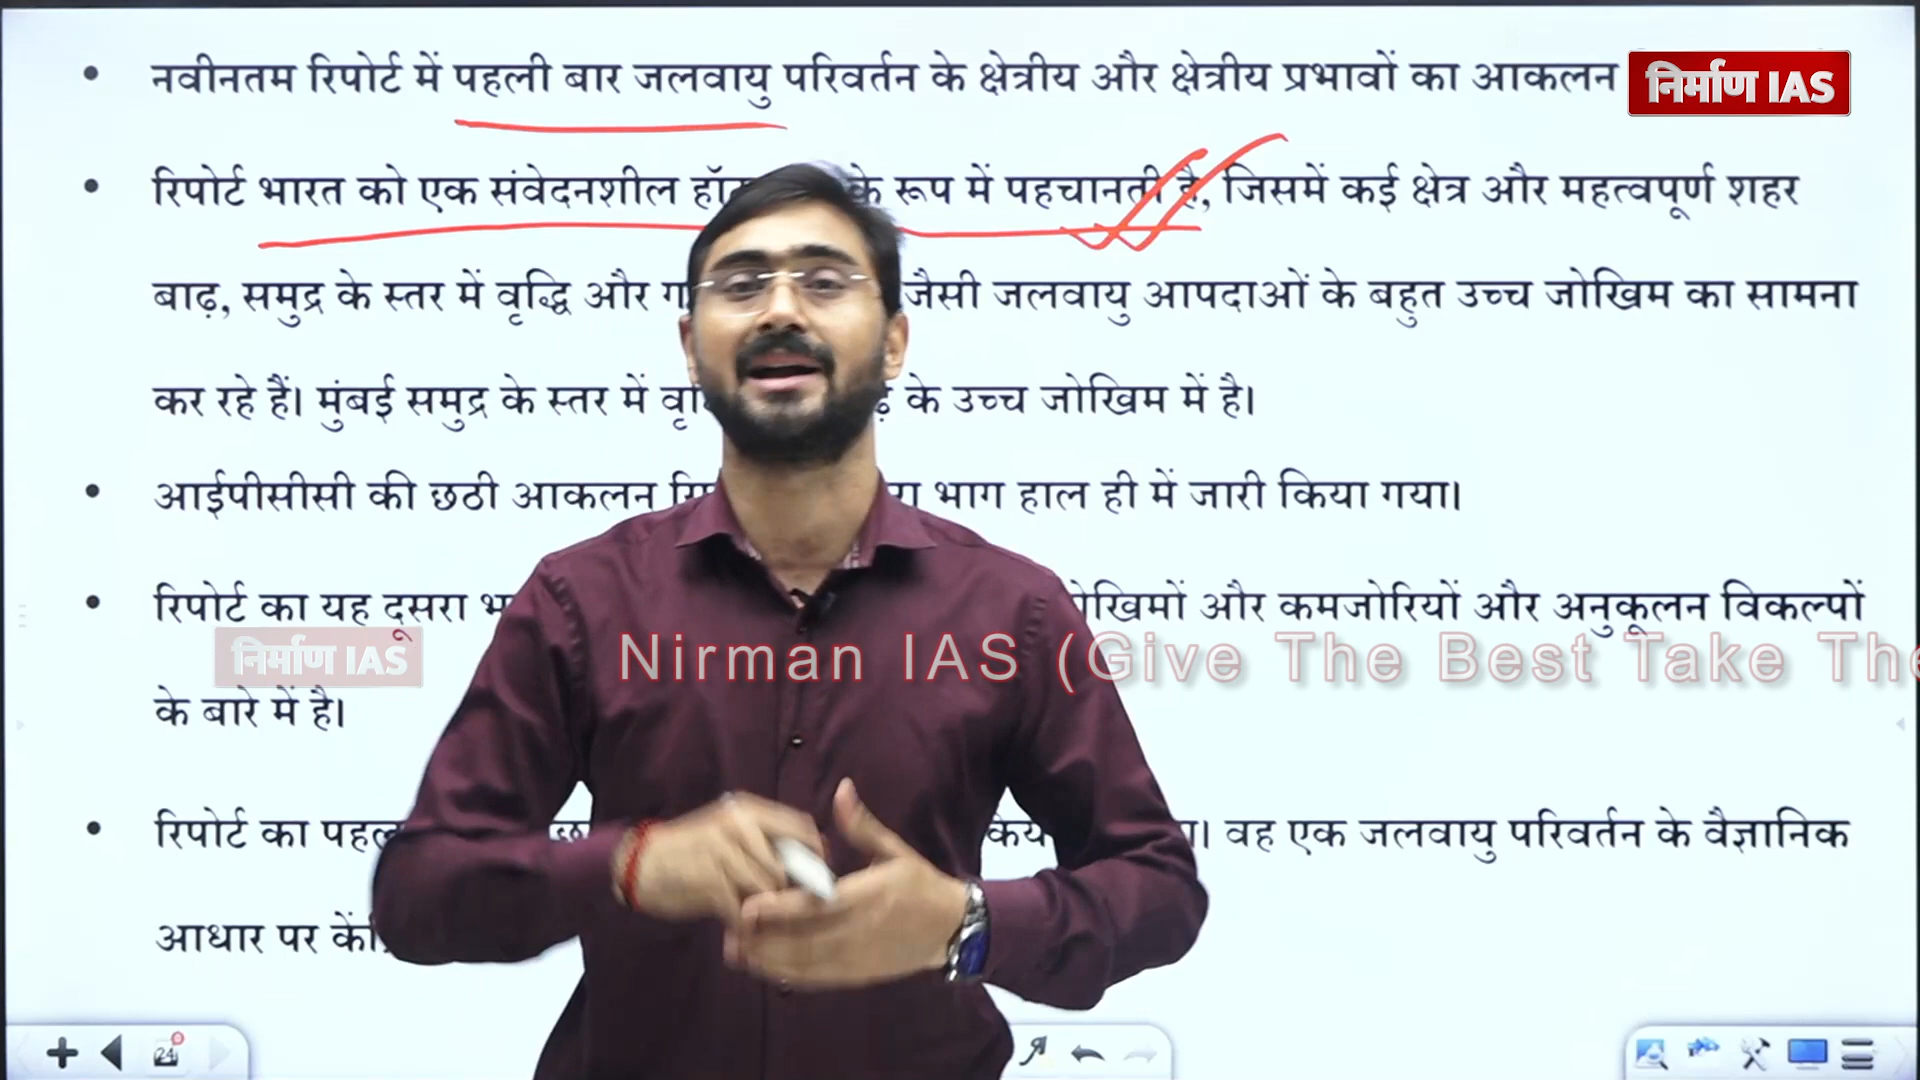 नवीनतम रिपोर्ट में पहली बार जलवायु परिवर्तन के क्षेत्रीय और क्षेत्रीय प्रभावों का आकलन
निर्माण IAS
रिपोर्ट भारत को एक संवेदनशील के रूप में पहचानती है, जिसमें कई क्षेत्र और महत्वपूर्ण शहर
बाढ़, समुद्र के स्तर में वृद्धि और जैसी जलवायु आपदाओं के बहुत उच्च जोखिम का सामना
कर रहे हैं। मुंबई समुद्र के स्तर में के उच्च जोखिम में है।
आईपीसीसी की छठी आकलन भाग हाल ही में जारी किया गया।
रिपोर्ट का यह दूसरा और कमजोरियों और अनुकूलन विकल्पों
निर्माण IAS
Nirman IAS (Give The Best Take The
के बारे में है।
रिपोर्ट का वह एक जलवायु परिवर्तन के वैज्ञानिक
आधार पर
24